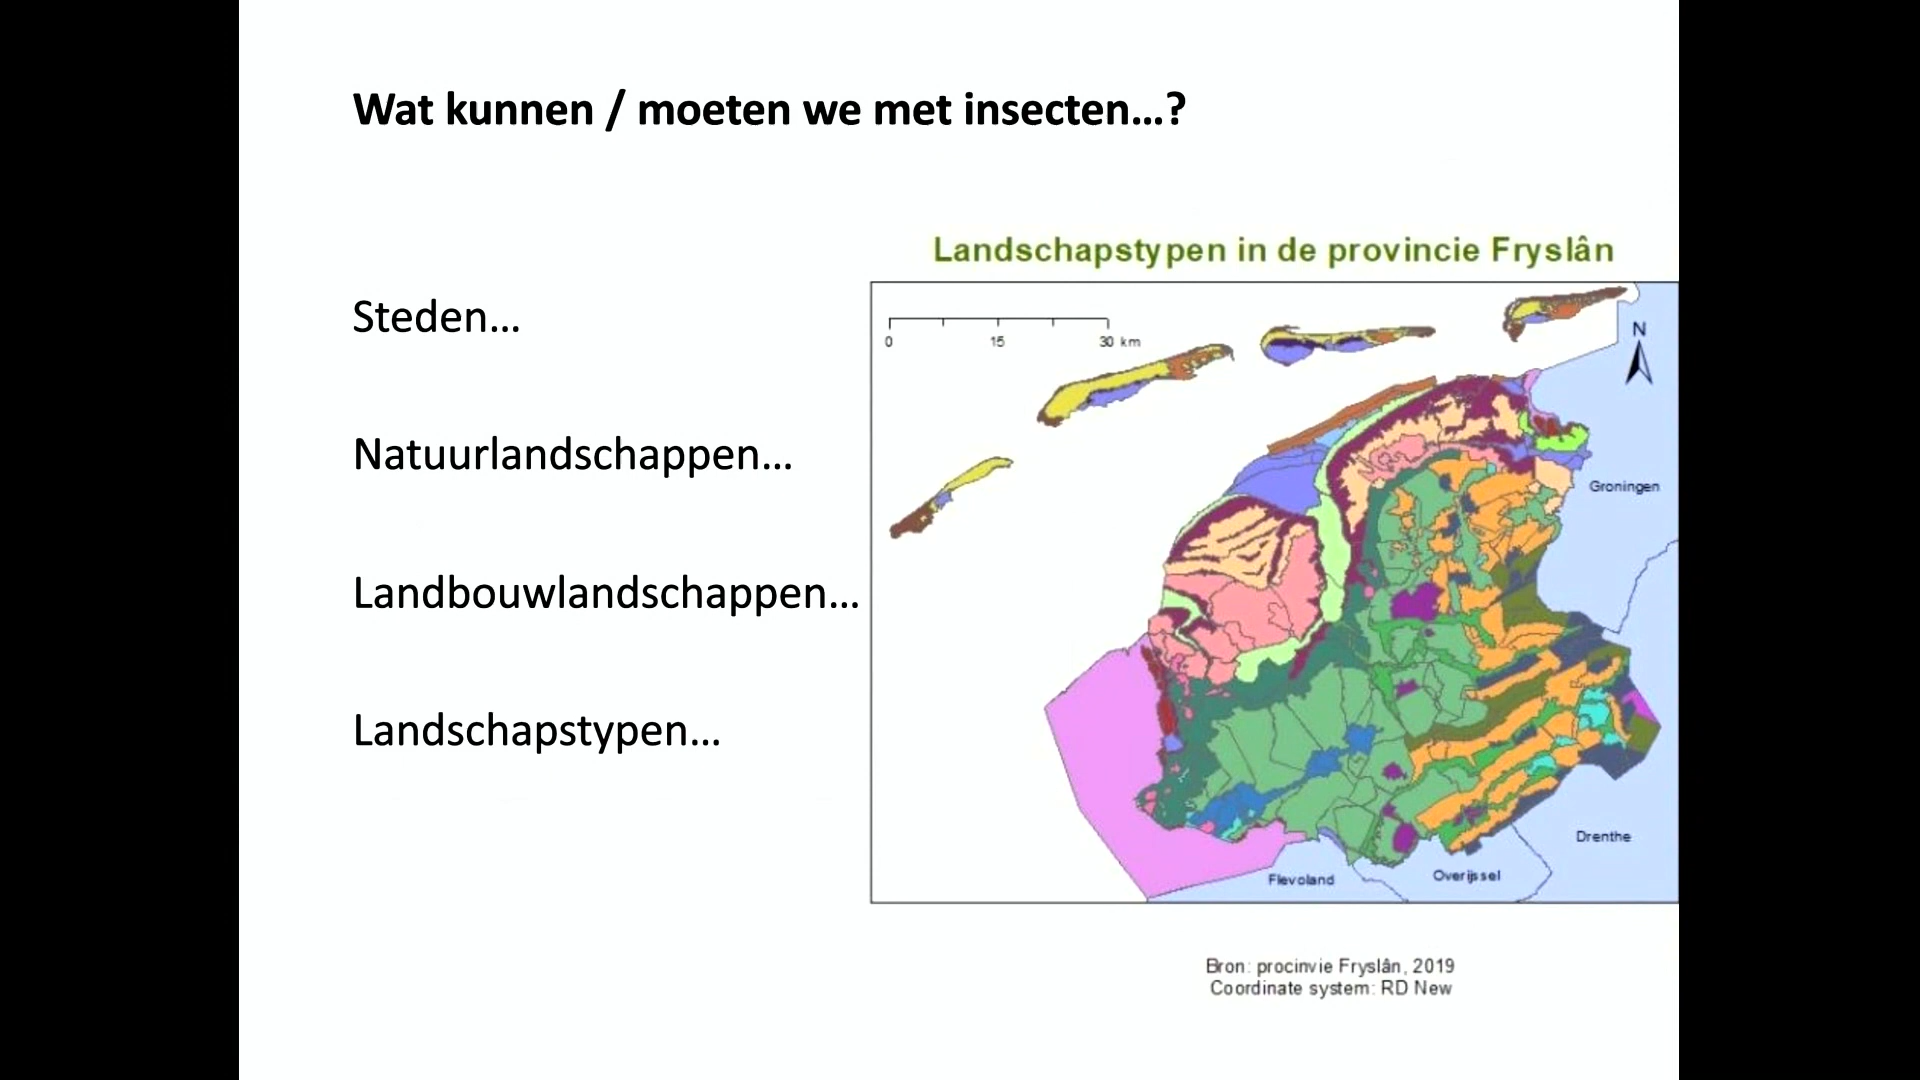 Wat kunnen / moeten we met insecten...?
Landschapstypen in de provincie Fryslân
Steden...
0 15 30 km
N
Natuurlandschappen...
Groningen
Landbouwlandschappen...
Landschapstypen...
Drenthe
Overijssel
Flevoland
Bron: procinvie Fryslân, 2019
Coordinate system: RD New